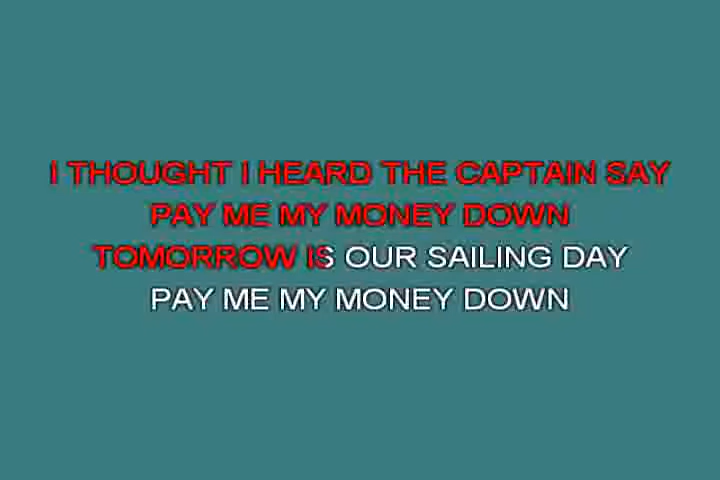 I THOUGHT I HEARD THE CAPTAIN SAY
PAY ME MY MONEY DOWN
TOMORROW IS OUR SAILING DAY
PAY ME MY MONEY DOWN